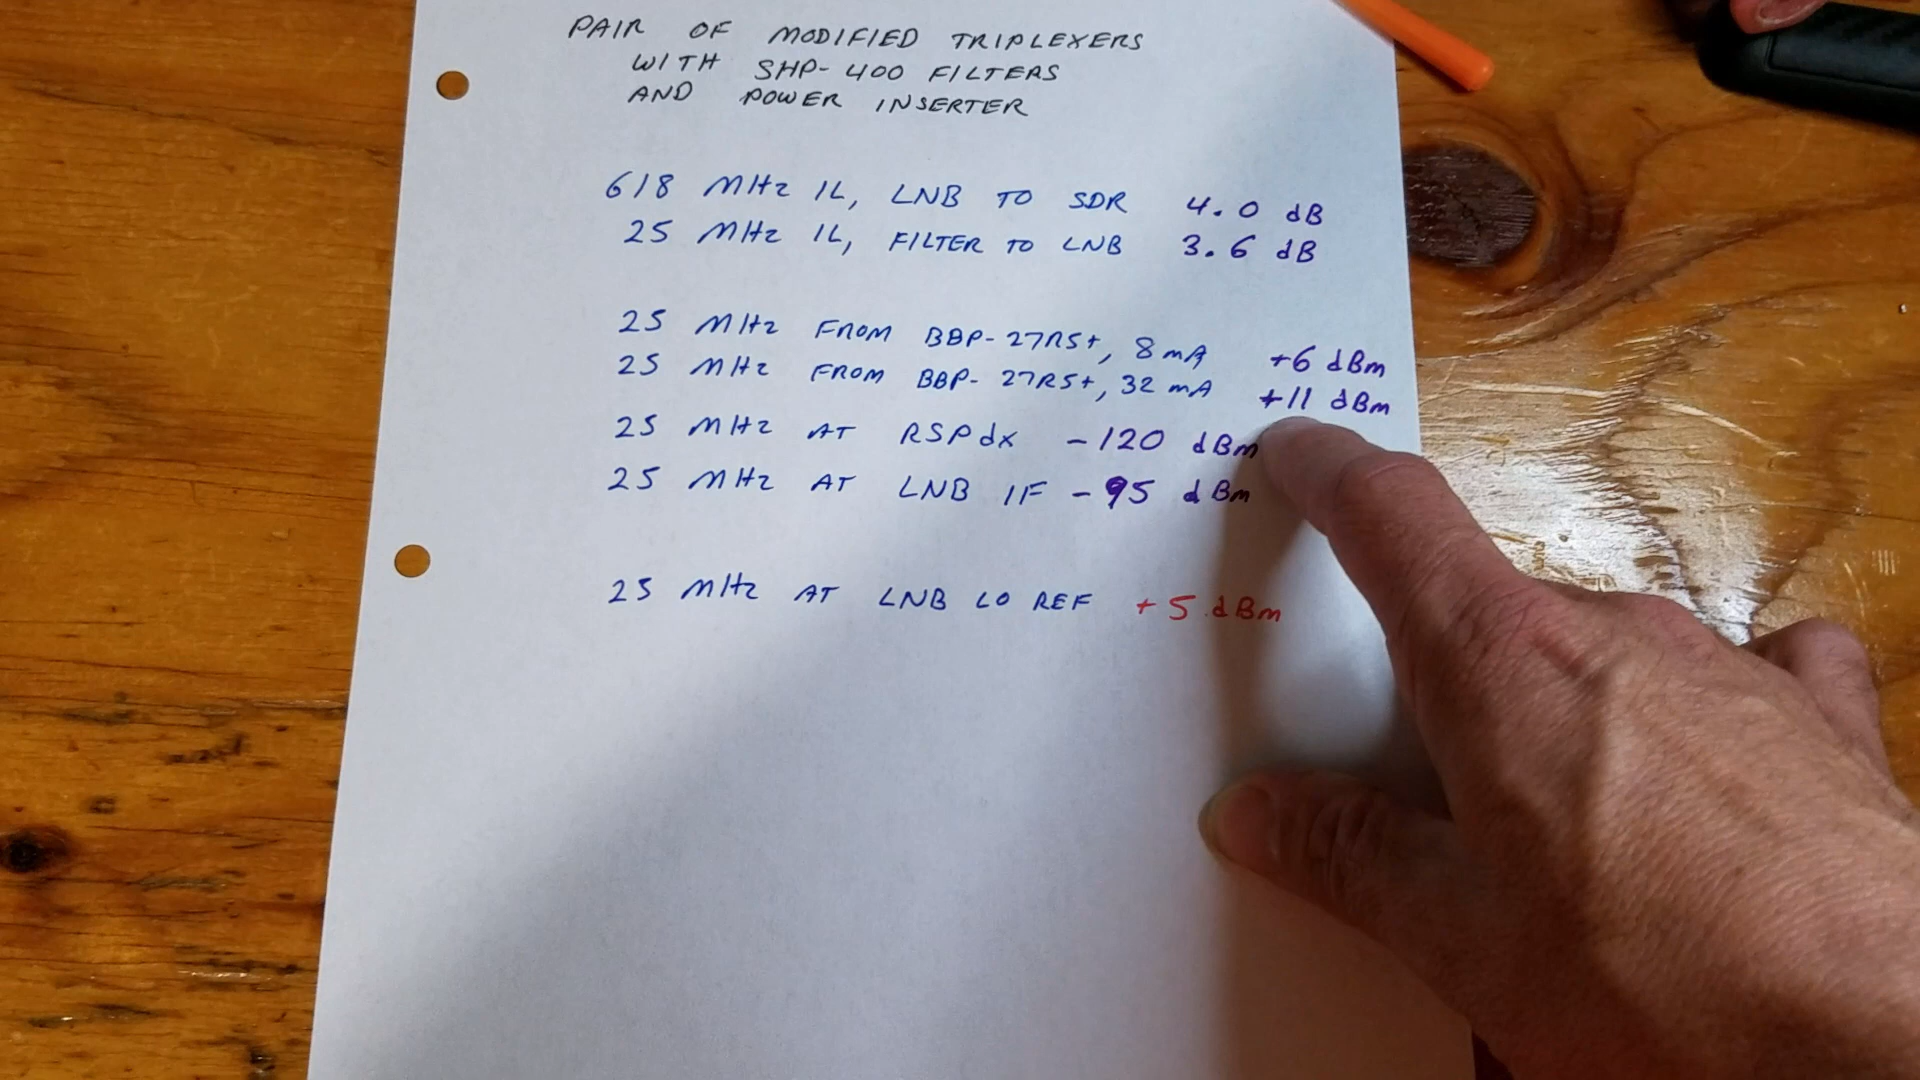 PAIR OF MODIFIED TRIPLEXERS
WITH SHP-400 FILTERS
AND POWER INSERTER
618 MHz IL, LNB TO SDR 4.0 dB
25 MHz IL, FILTER TO LNB 3.6 dB
25 MHz FROM BBP-27RS+, 8 mA +6 dBm
25 MHz FROM BBP-27RS+, 32 mA +11 dBm
25 MHz AT RSPdx -120 dBm
25 MHz AT LNB IF -95 dBm
25 MHz AT LNB LO REF +5 dBm